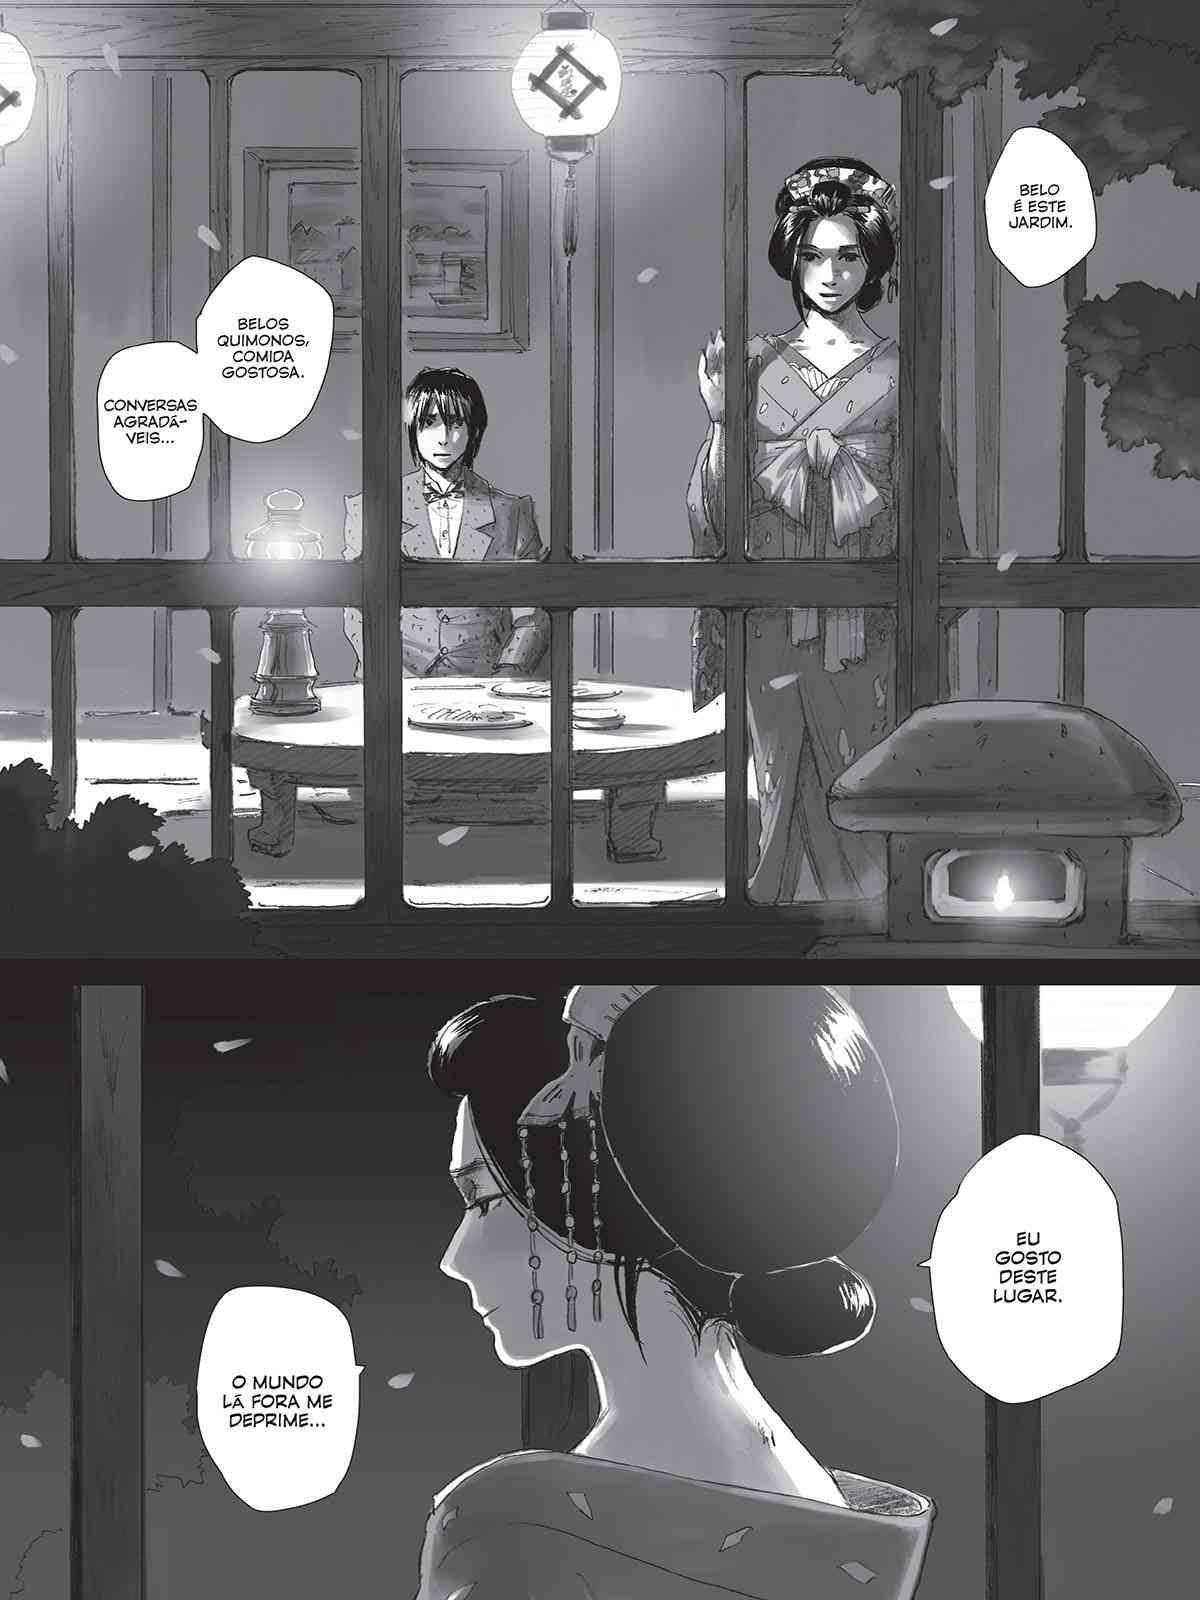 BELO
É ESTE
JARDIM.
BELOS
QUIMONOS,
COMIDA
GOSTOSA.
CONVERSAS
AGRADÁ-
VEIS...
EU
GOSTO
DESTE
LUGAR.
O MUNDO
LÁ FORA ME
DEPRIME...